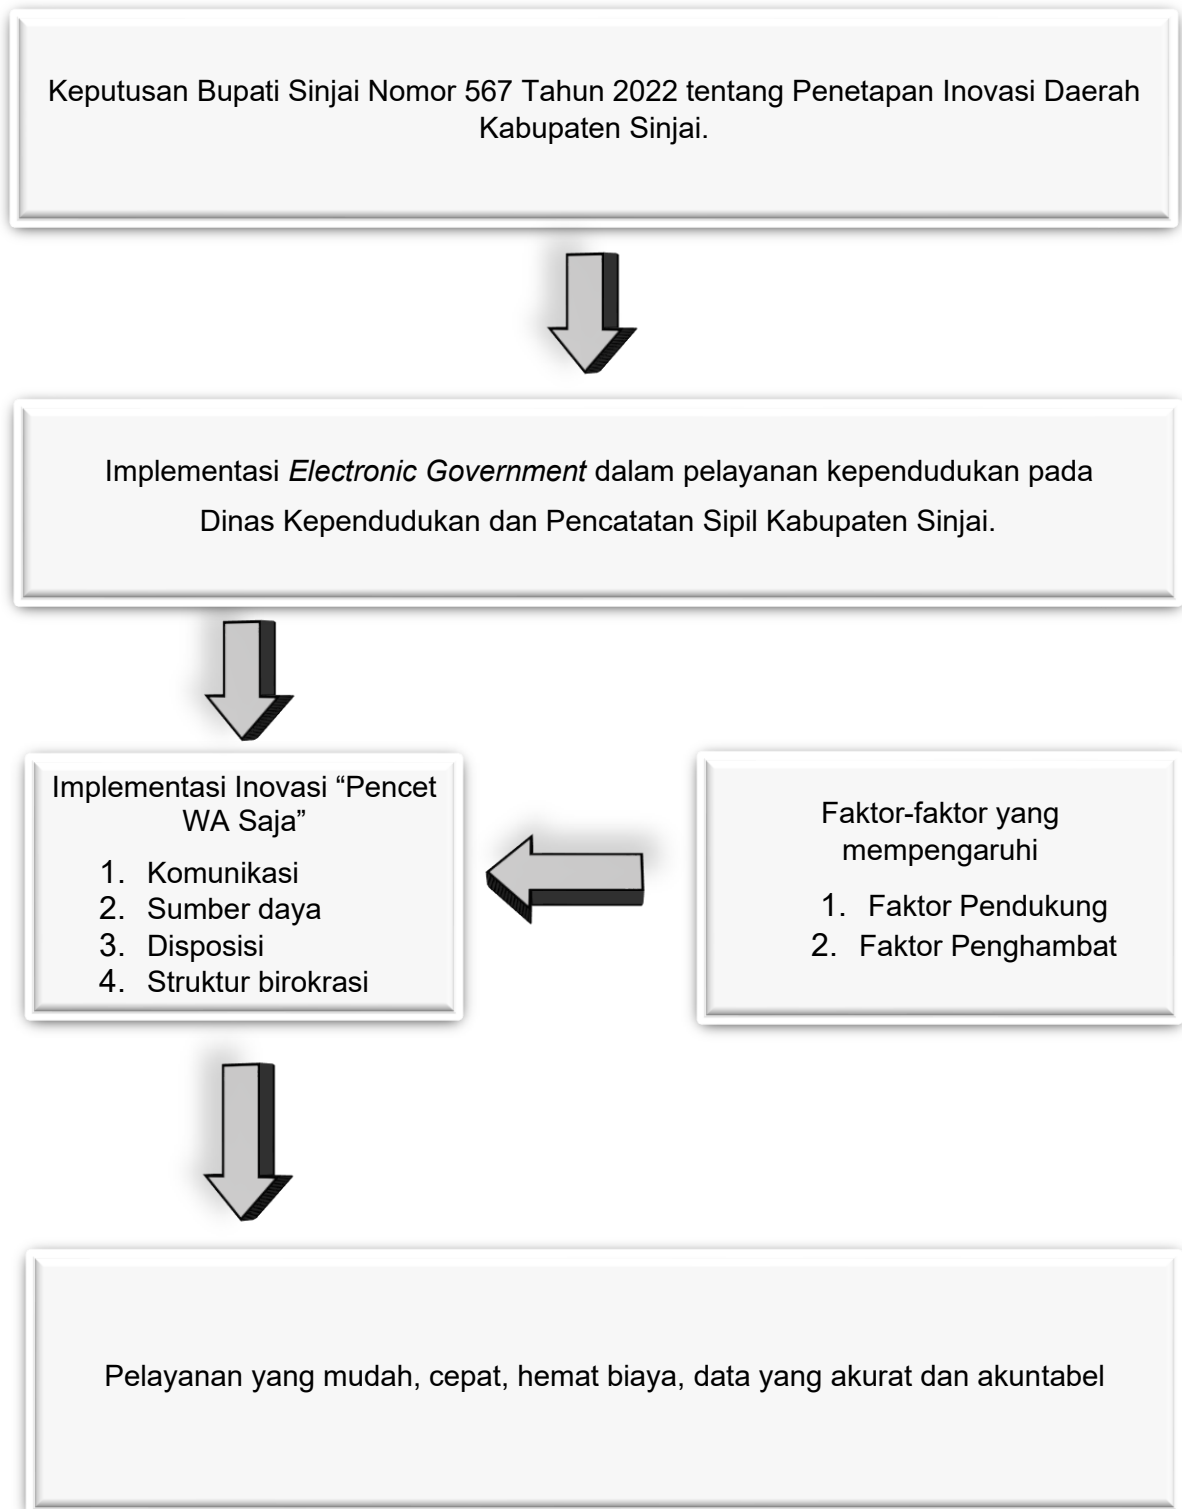 Keputusan Bupati Sinjai Nomor 567 Tahun 2022 tentang Penetapan Inovasi Daerah
Kabupaten Sinjai.
Implementasi Electronic Government dalam pelayanan kependudukan pada
Dinas Kependudukan dan Pencatatan Sipil Kabupaten Sinjai.
Implementasi Inovasi “Pencet
WA Saja”
1. Komunikasi
2. Sumber daya
3. Disposisi
4. Struktur birokrasi
Faktor-faktor yang
mempengaruhi
1. Faktor Pendukung
2. Faktor Penghambat
Pelayanan yang mudah, cepat, hemat biaya, data yang akurat dan akuntabel